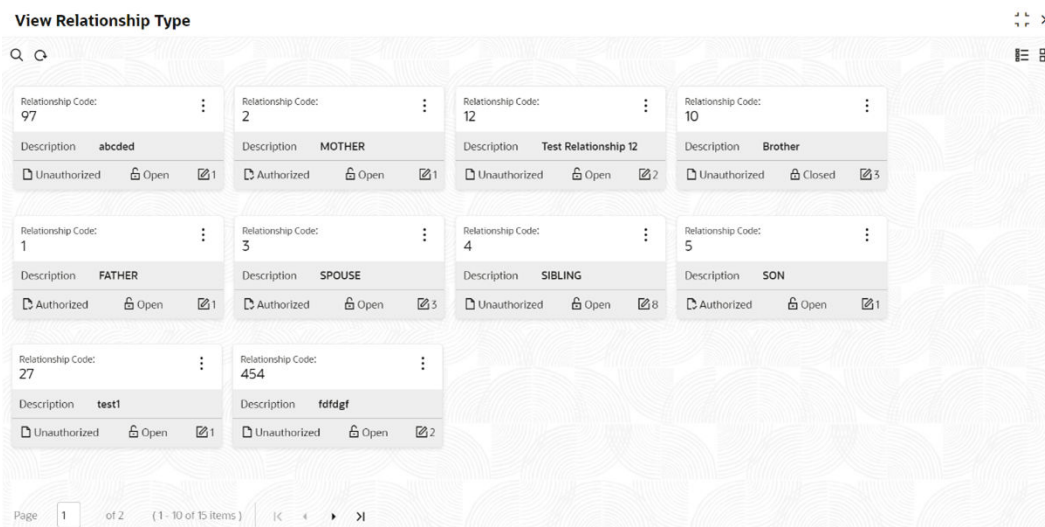 View Relationship Type
Relationship Code: Relationship Code: Relationship Code: Relationship Code:
97 2 12 10
Description abcded Description MOTHER Description Test Relationship 12 Description Brother
Unauthorized Open 1 Authorized Open 1 Unauthorized Open 2 Unauthorized Closed 3
Relationship Code: Relationship Code: Relationship Code: Relationship Code:
1 3 4 5
Description FATHER Description SPOUSE Description SIBLING Description SON
Authorized Open 1 Authorized Open 3 Unauthorized Open 8 Authorized Open 1
Relationship Code: Relationship Code:
27 454
Description test1 Description fdfdgf
Unauthorized Open 1 Unauthorized Open 2
Page 1 of 2 (1 - 10 of 15 items)